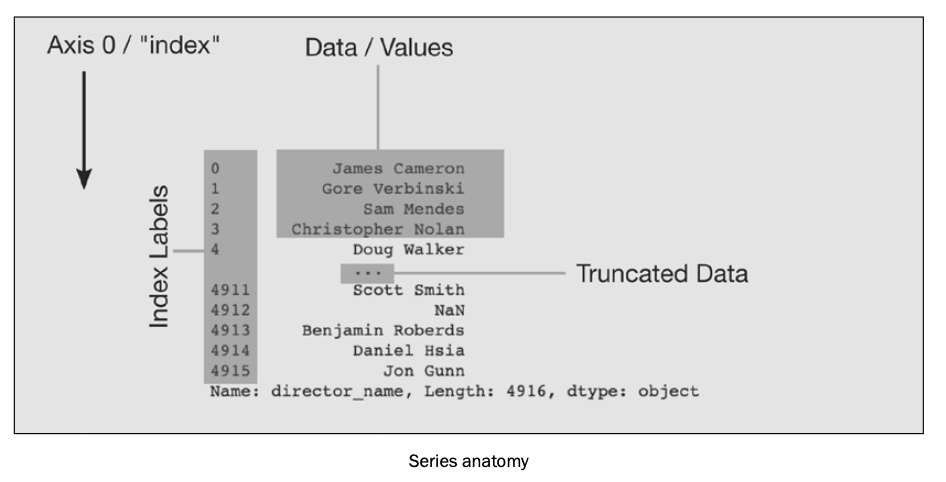 Axis 0 / "index"
Data / Values
Index Labels
0 James Cameron
1 Gore Verbinski
2 Sam Mendes
3 Christopher Nolan
4 Doug Walker
...
Truncated Data
4911 Scott Smith
4912 NaN
4913 Benjamin Roberds
4914 Daniel Hsia
4915 Jon Gunn
Name: director_name, Length: 4916, dtype: object
Series anatomy